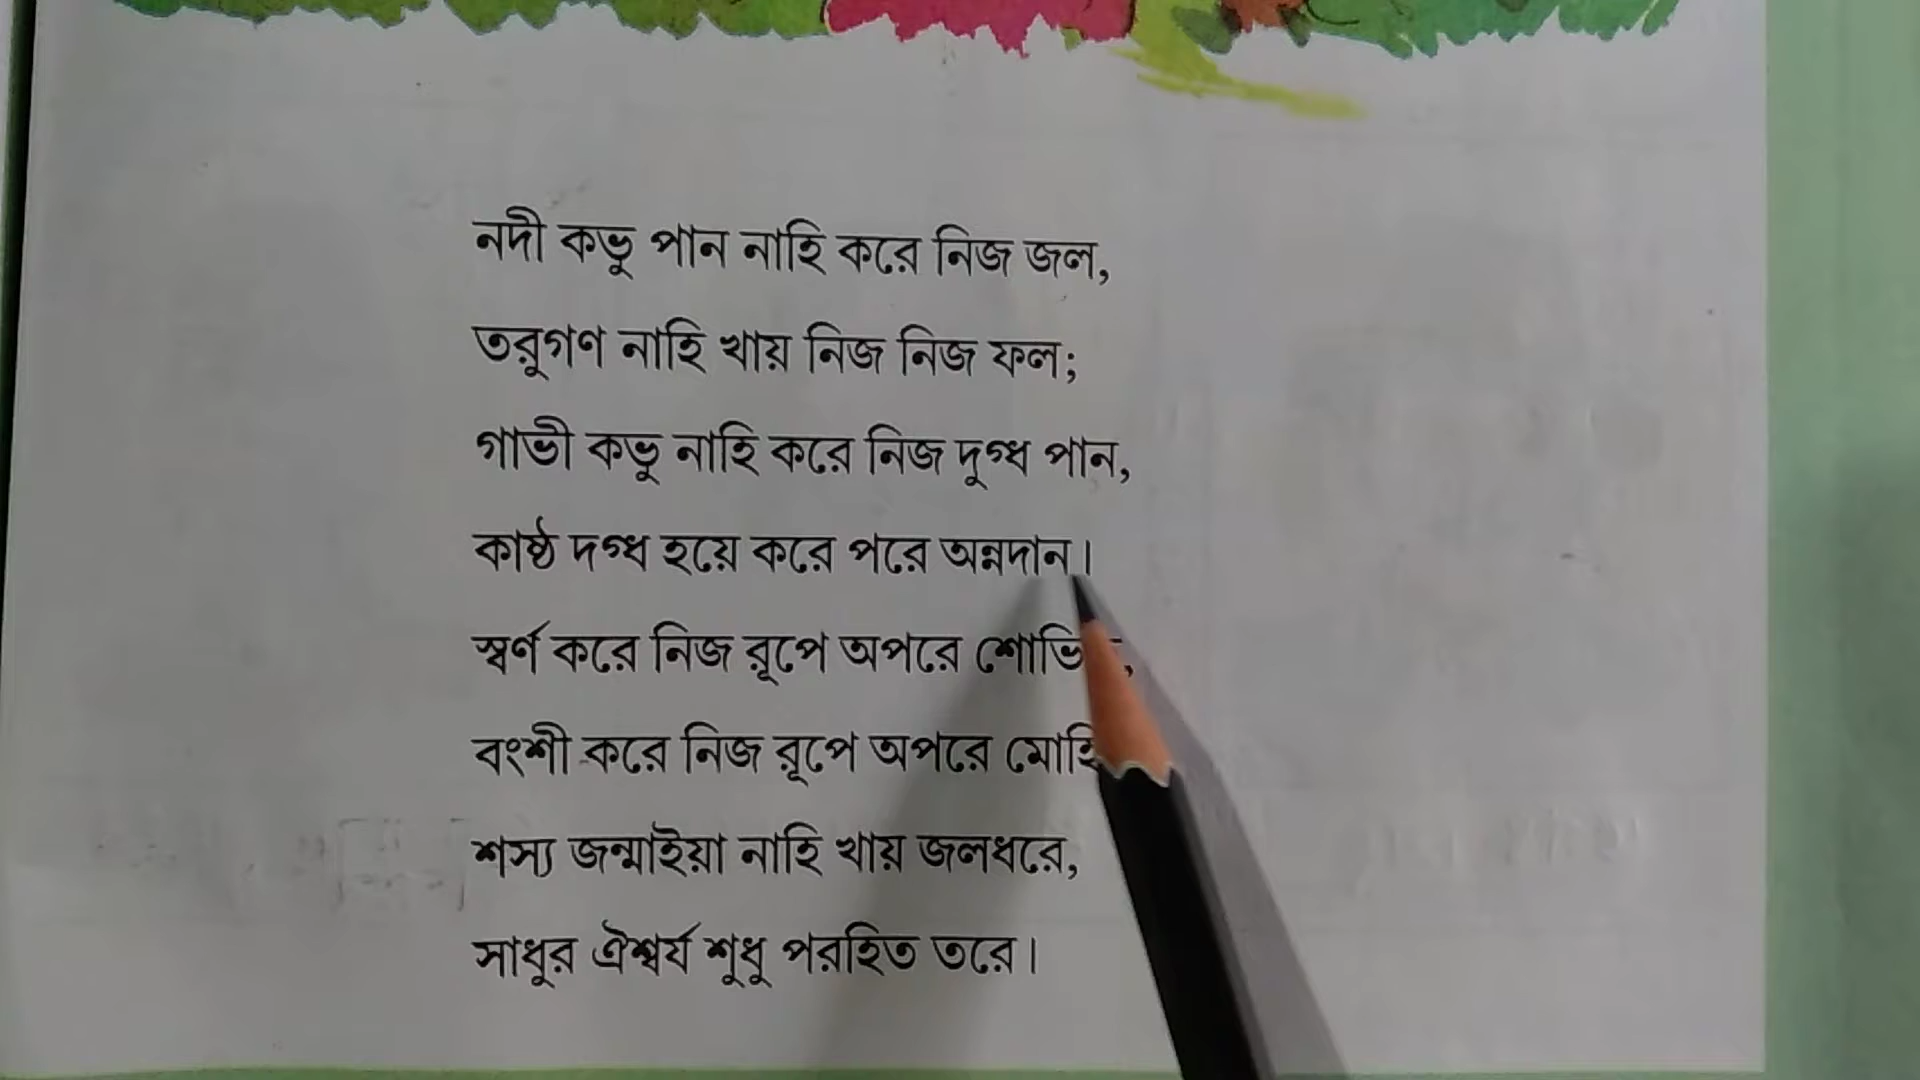 নদী কভু পান নাহি করে নিজ জল,
তরুগণ নাহি খায় নিজ নিজ ফল;
গাভী কভু নাহি করে নিজ দুগ্ধ পান,
কাষ্ঠ দগ্ধ হয়ে করে পরে অন্নদান।
স্বর্ণ করে নিজ রূপে অপরে
বংশী করে নিজ রূপে অপরে
শস্য জন্মাইয়া নাহি খায় জলধরে,
সাধুর ঐশ্বর্য শুধু পরহিত তরে।